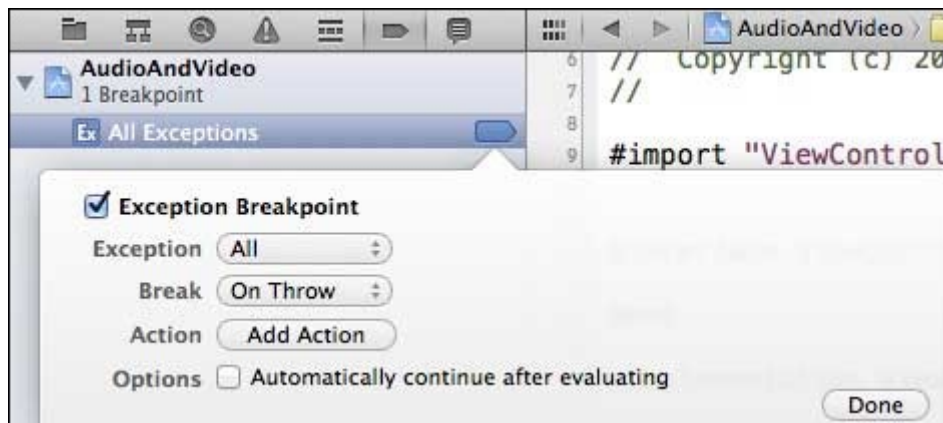 AudioAndVideo
AudioAndVideo
1 Breakpoint
Ex All Exceptions
6 // Copyright (c) 20
7 //
8
9 #import "ViewControl
Exception Breakpoint
Exception All
Break On Throw
Action Add Action
Options Automatically continue after evaluating
Done